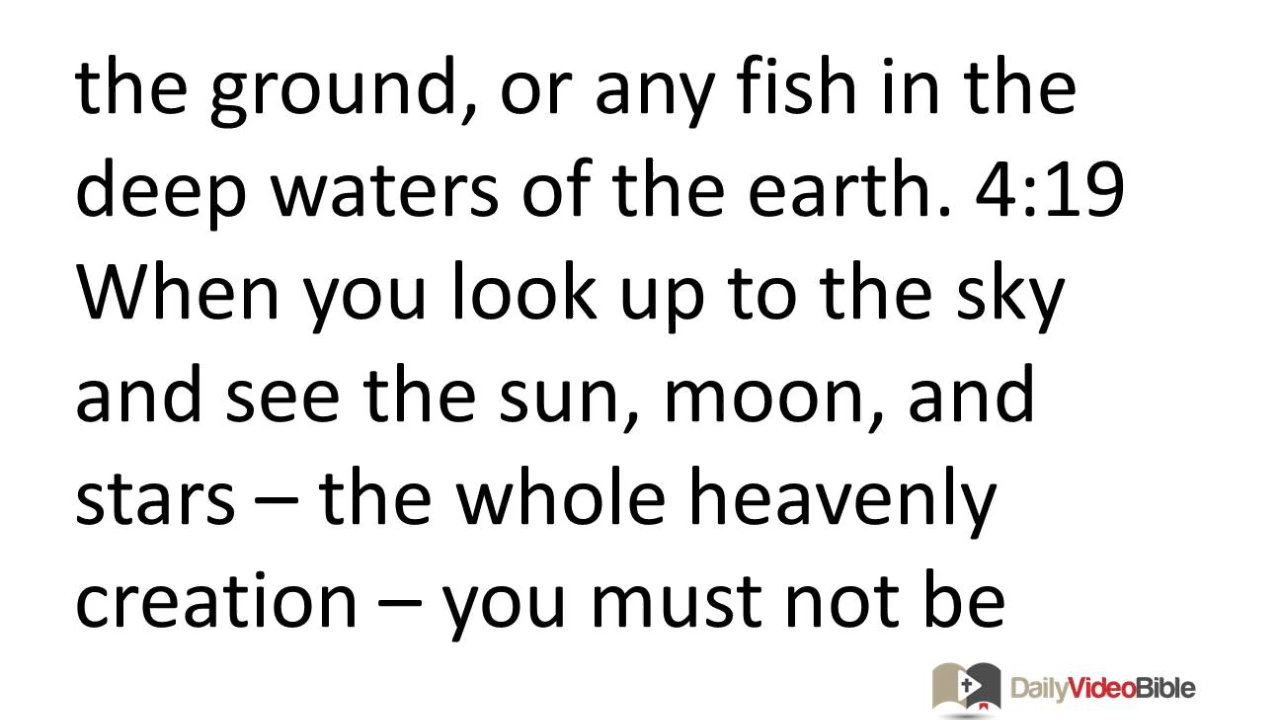 the ground, or any fish in the
deep waters of the earth. 4:19
When you look up to the sky
and see the sun, moon, and
stars – the whole heavenly
creation – you must not be
DailyVideoBible